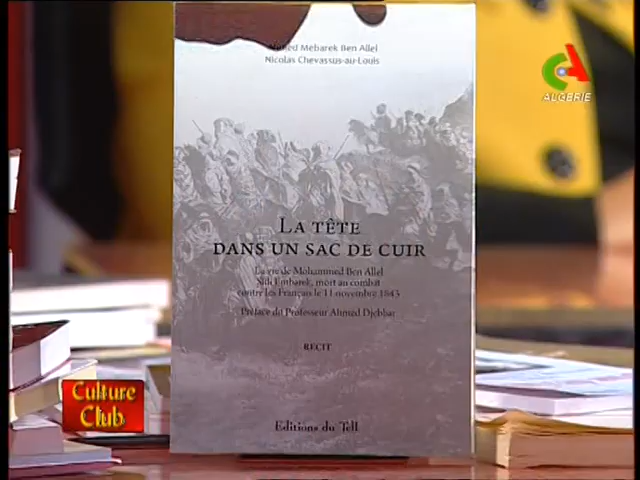 Ahmed Mebarek Ben Allel
Nicolas Chevassus-au-Louis
LA TÊTE
DANS UN SAC DE CUIR
La vie de Mohammed Ben Allel
Sidi Embarek, mort au combat
contre les Français le 11 novembre 1843
Préface du Professeur Ahmed Djebbar
RÉCIT
Editions du Tell
ALGERIE
Culture
Club